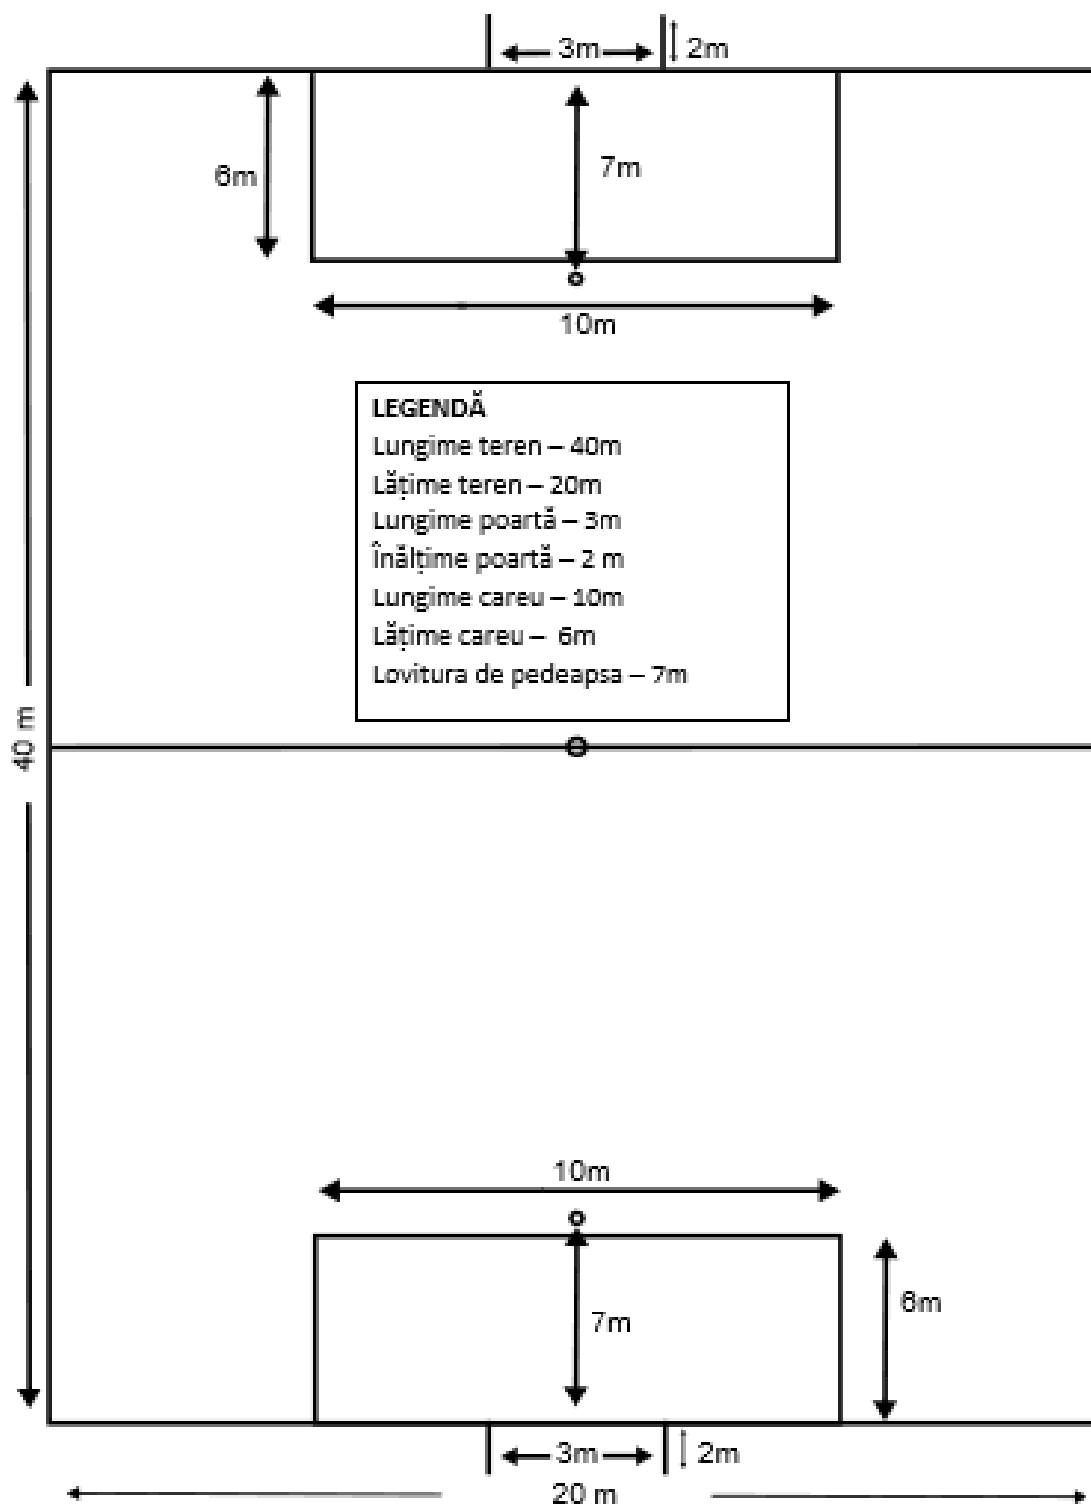 3m 2m
6m
7m
10m
LEGENDĂ
Lungime teren – 40m
Lățime teren – 20m
Lungime poartă – 3m
Înălțime poartă – 2 m
Lungime careu – 10m
Lățime careu – 6m
Lovitura de pedeapsa – 7m
40 m
10m
6m
7m
3m 2m
20 m